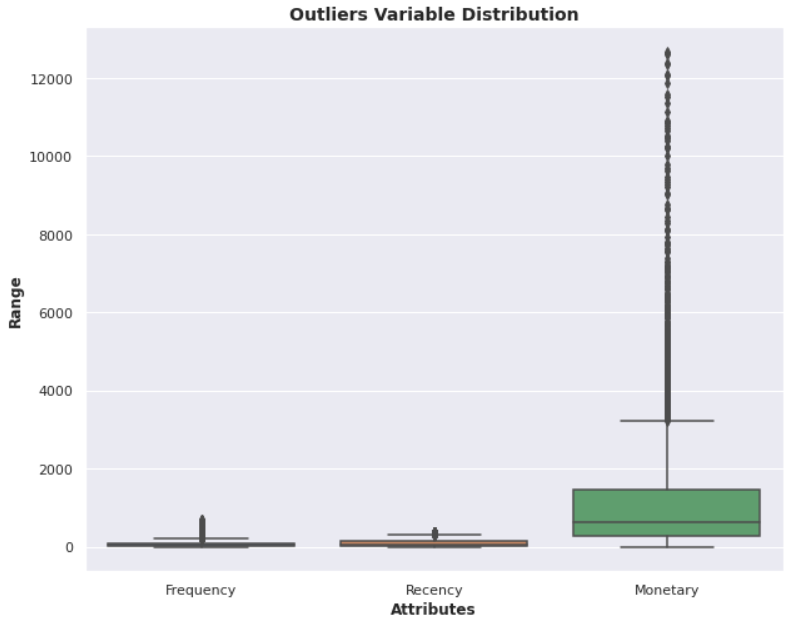 Outliers Variable Distribution
Range
12000
10000
8000
6000
4000
2000
0
Frequency
Recency
Monetary
Attributes